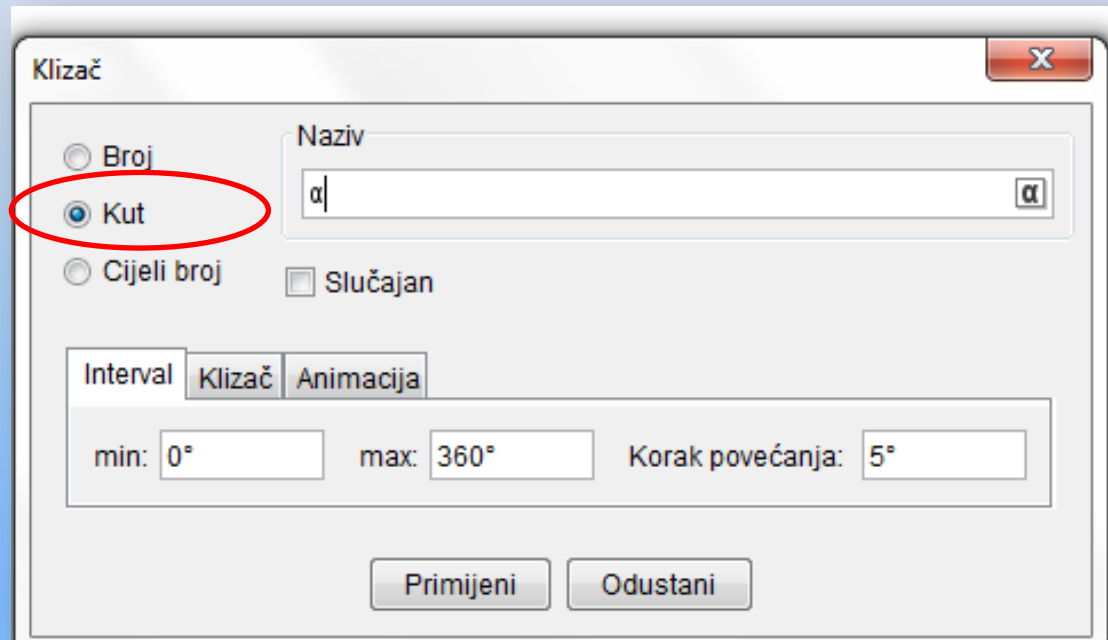 Klizač
Broj
Kut
Cijeli broj
Naziv
α α
Slučajan
Interval Klizač Animacija
min: 0° max: 360° Korak povećanja: 5°
Primijeni Odustani